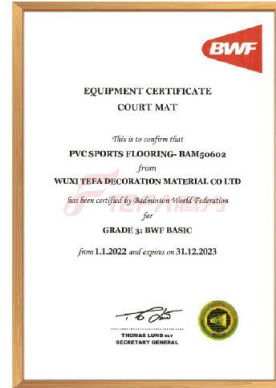 BWF
EQUIPMENT CERTIFICATE
COURT MAT
This is to confirm that
PVC SPORTS FLOORING- BAM50602
from
WUXI TEFA DECORATION MATERIAL CO LTD
has been certified by Badminton World Federation
for
GRADE 3: BWF BASIC
from 1.1.2022 and expires on 31.12.2023
THOMAS LUND
SECRETARY GENERAL